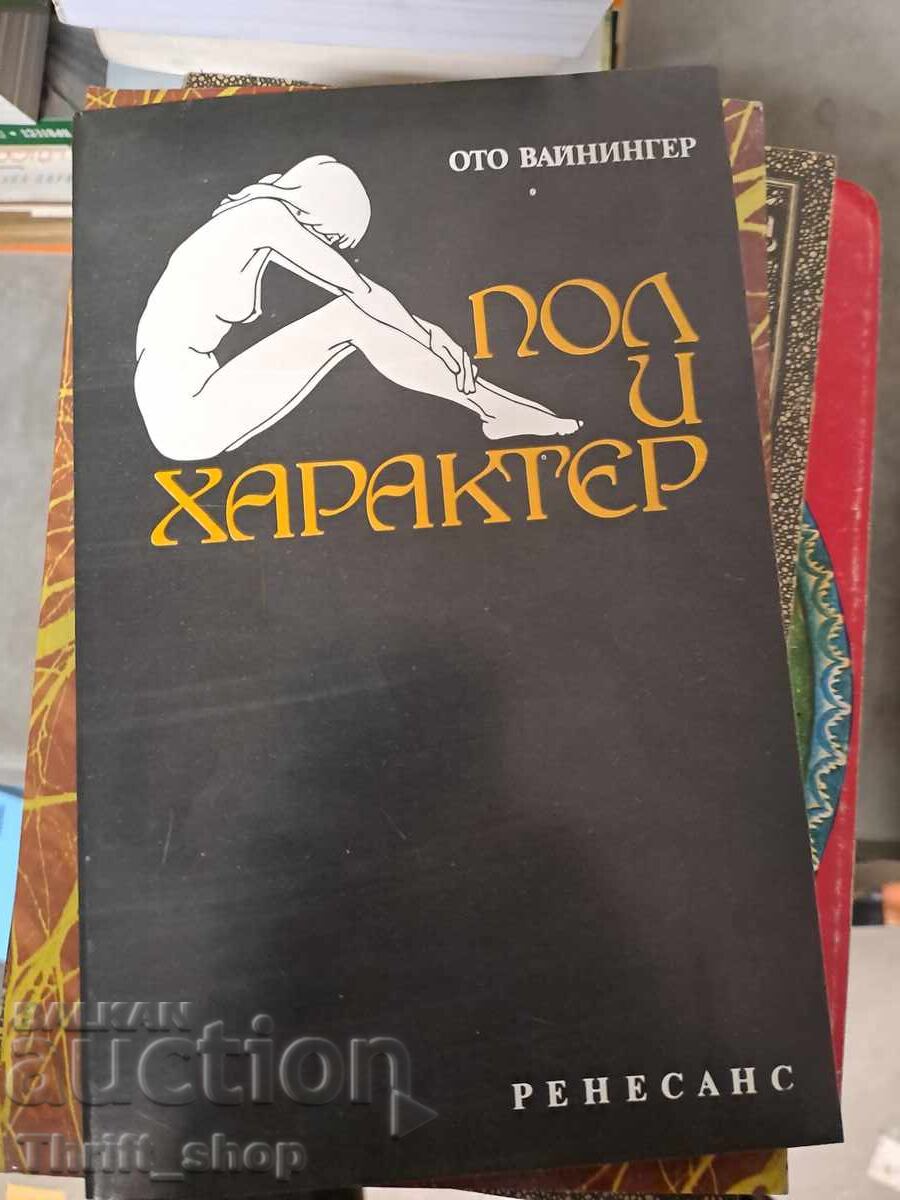 ОТО ВАЙНИНГЕР
ПОЛ
И
ХАРАКТЕР
РЕНЕСАНС
BALKAN
auction
Thrift_shop